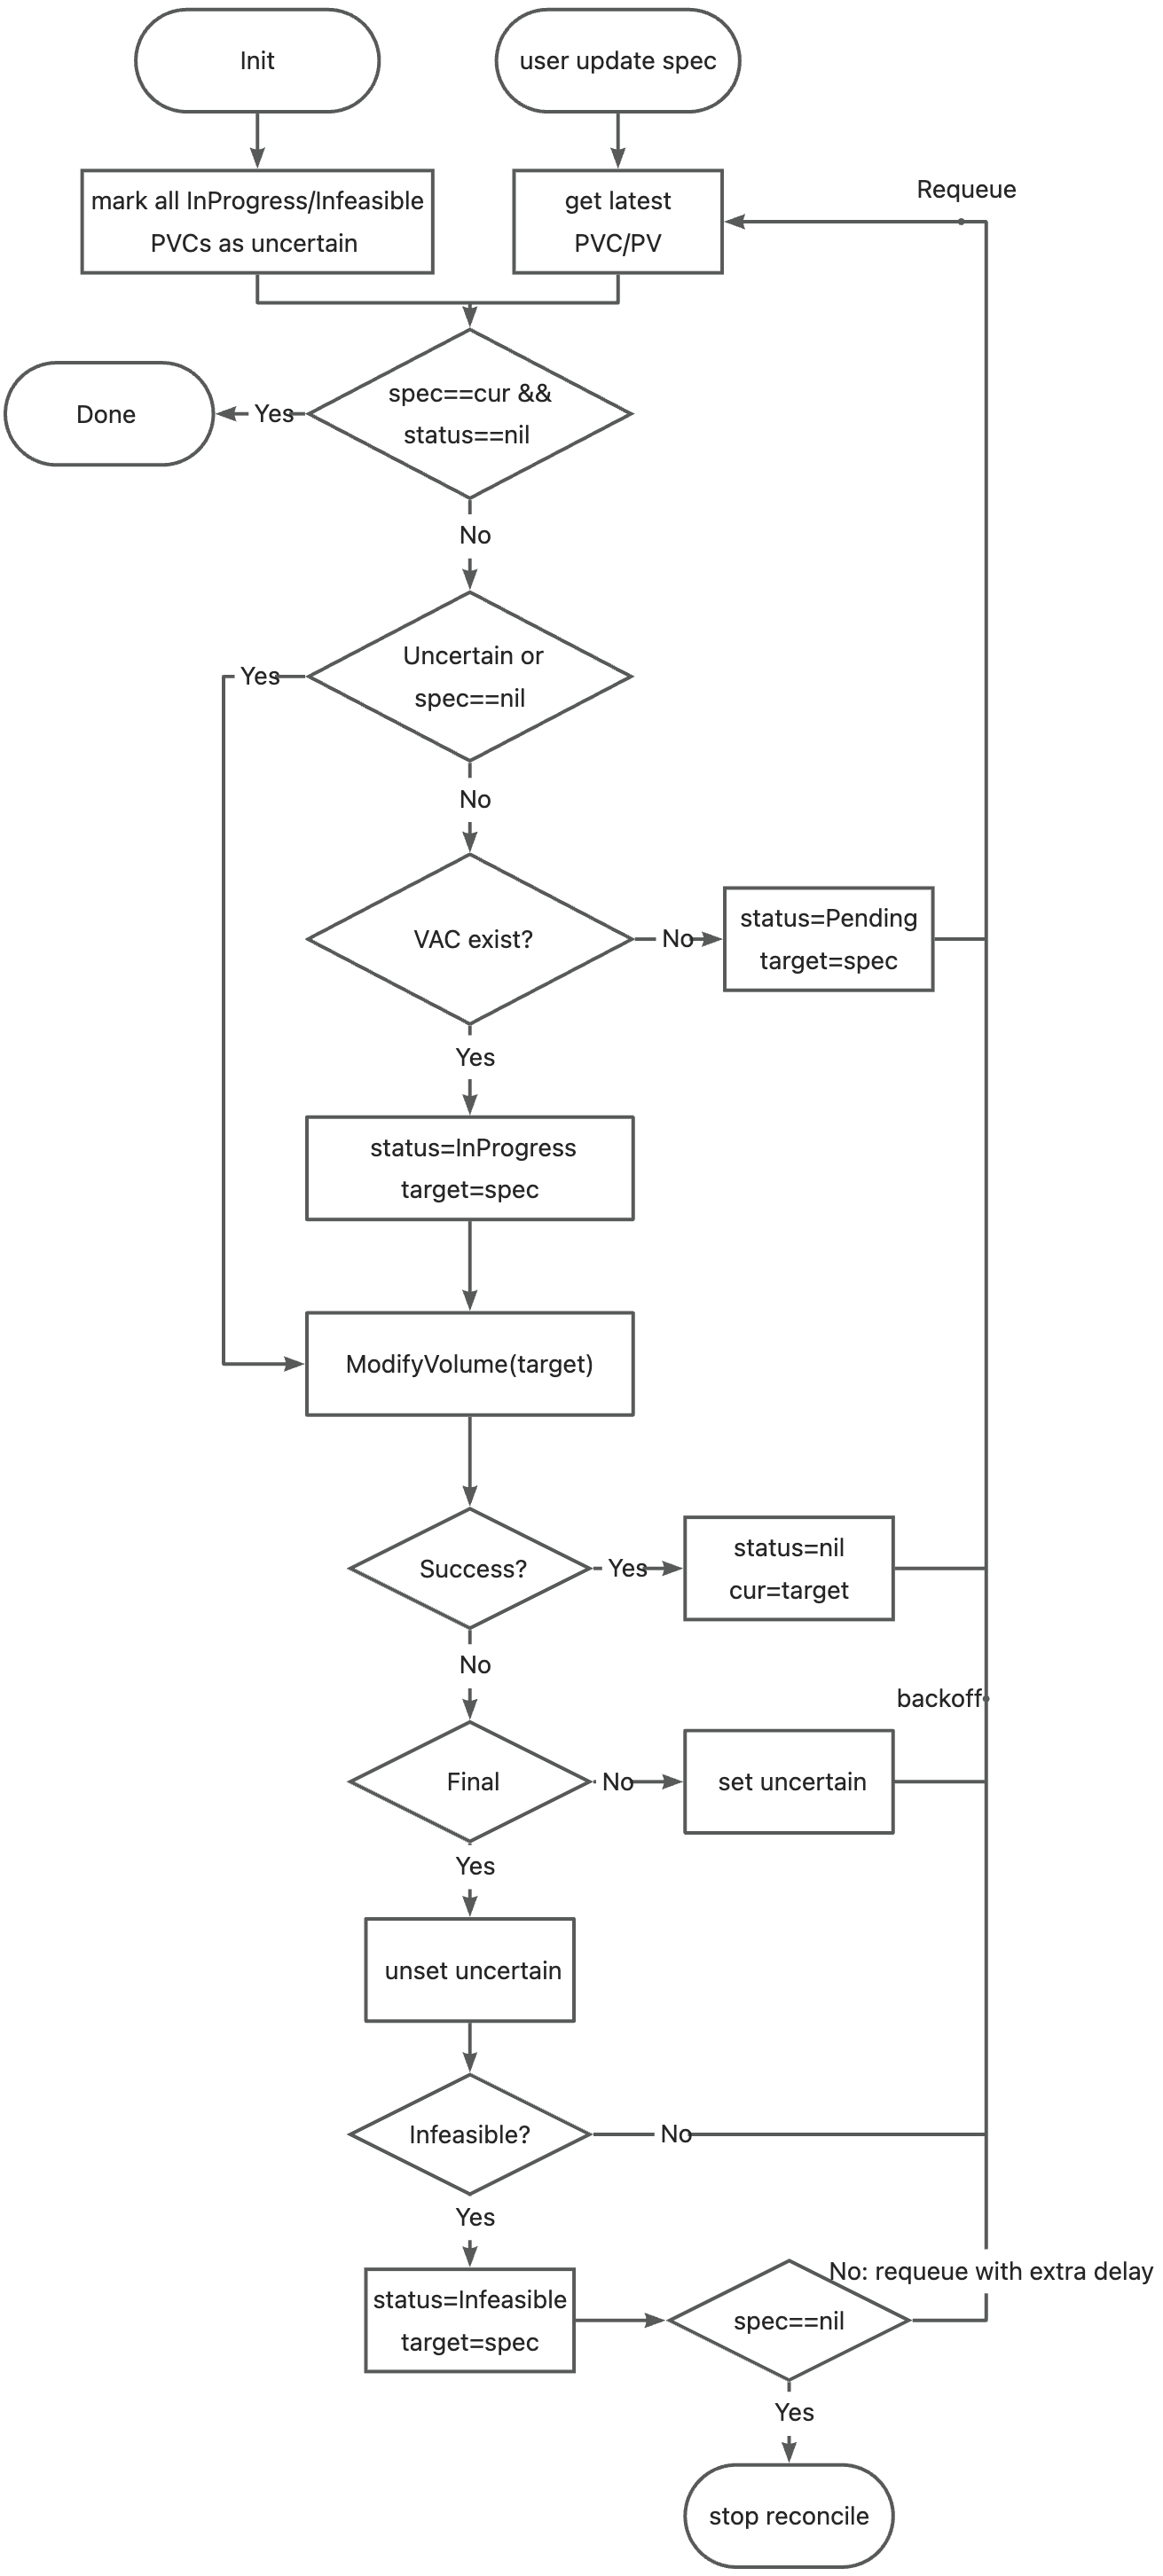 Init
user update spec
mark all InProgress/Infeasible
PVCs as uncertain
get latest
PVC/PV
Requeue
spec==cur &&
status==nil
Yes
Done
No
Uncertain or
spec==nil
Yes
No
VAC exist?
No
status=Pending
target=spec
Yes
status=InProgress
target=spec
ModifyVolume(target)
Success?
Yes
status=nil
cur=target
No
backoff
Final
No
set uncertain
Yes
unset uncertain
Infeasible?
No
Yes
No: requeue with extra delay
status=Infeasible
target=spec
spec==nil
Yes
stop reconcile